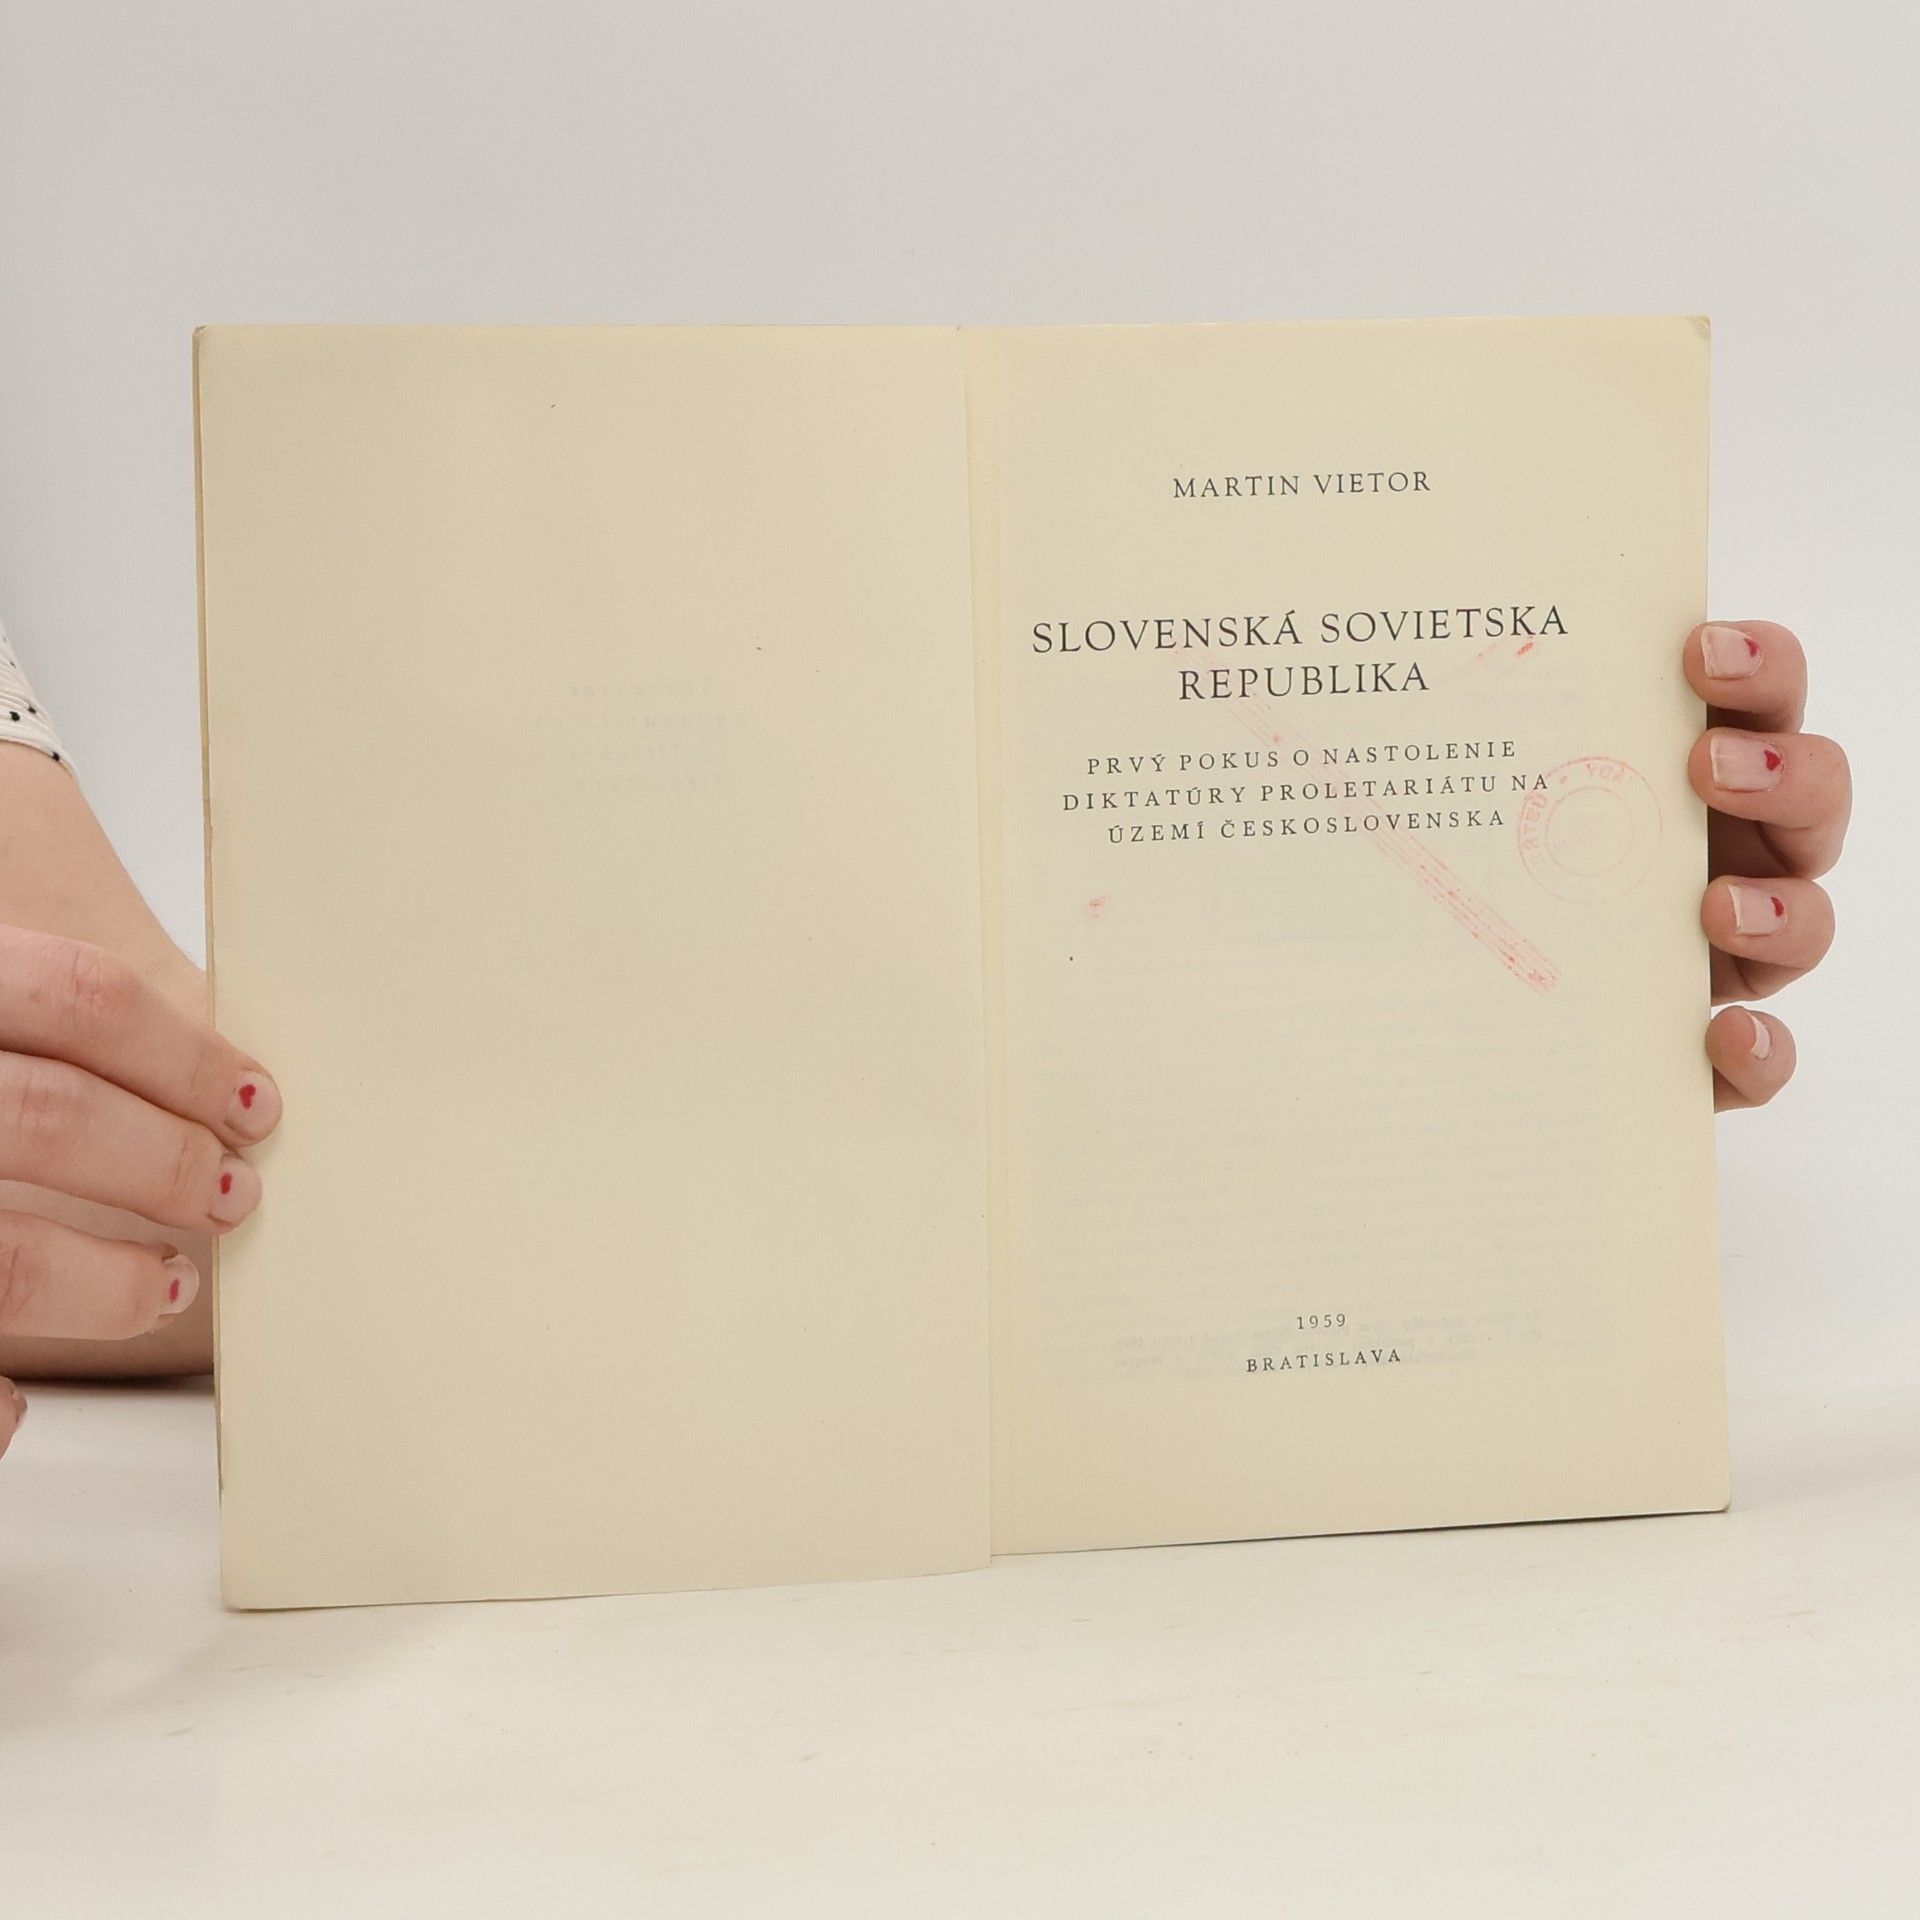 MARTIN VIETOR
SLOVENSKÁ SOVIETSKA
REPUBLIKA
PRVÝ POKUS O NASTOLENIE
DIKTATÚRY PROLETARIÁTU NA
ÚZEMÍ ČESKOSLOVENSKA
1959
BRATISLAVA